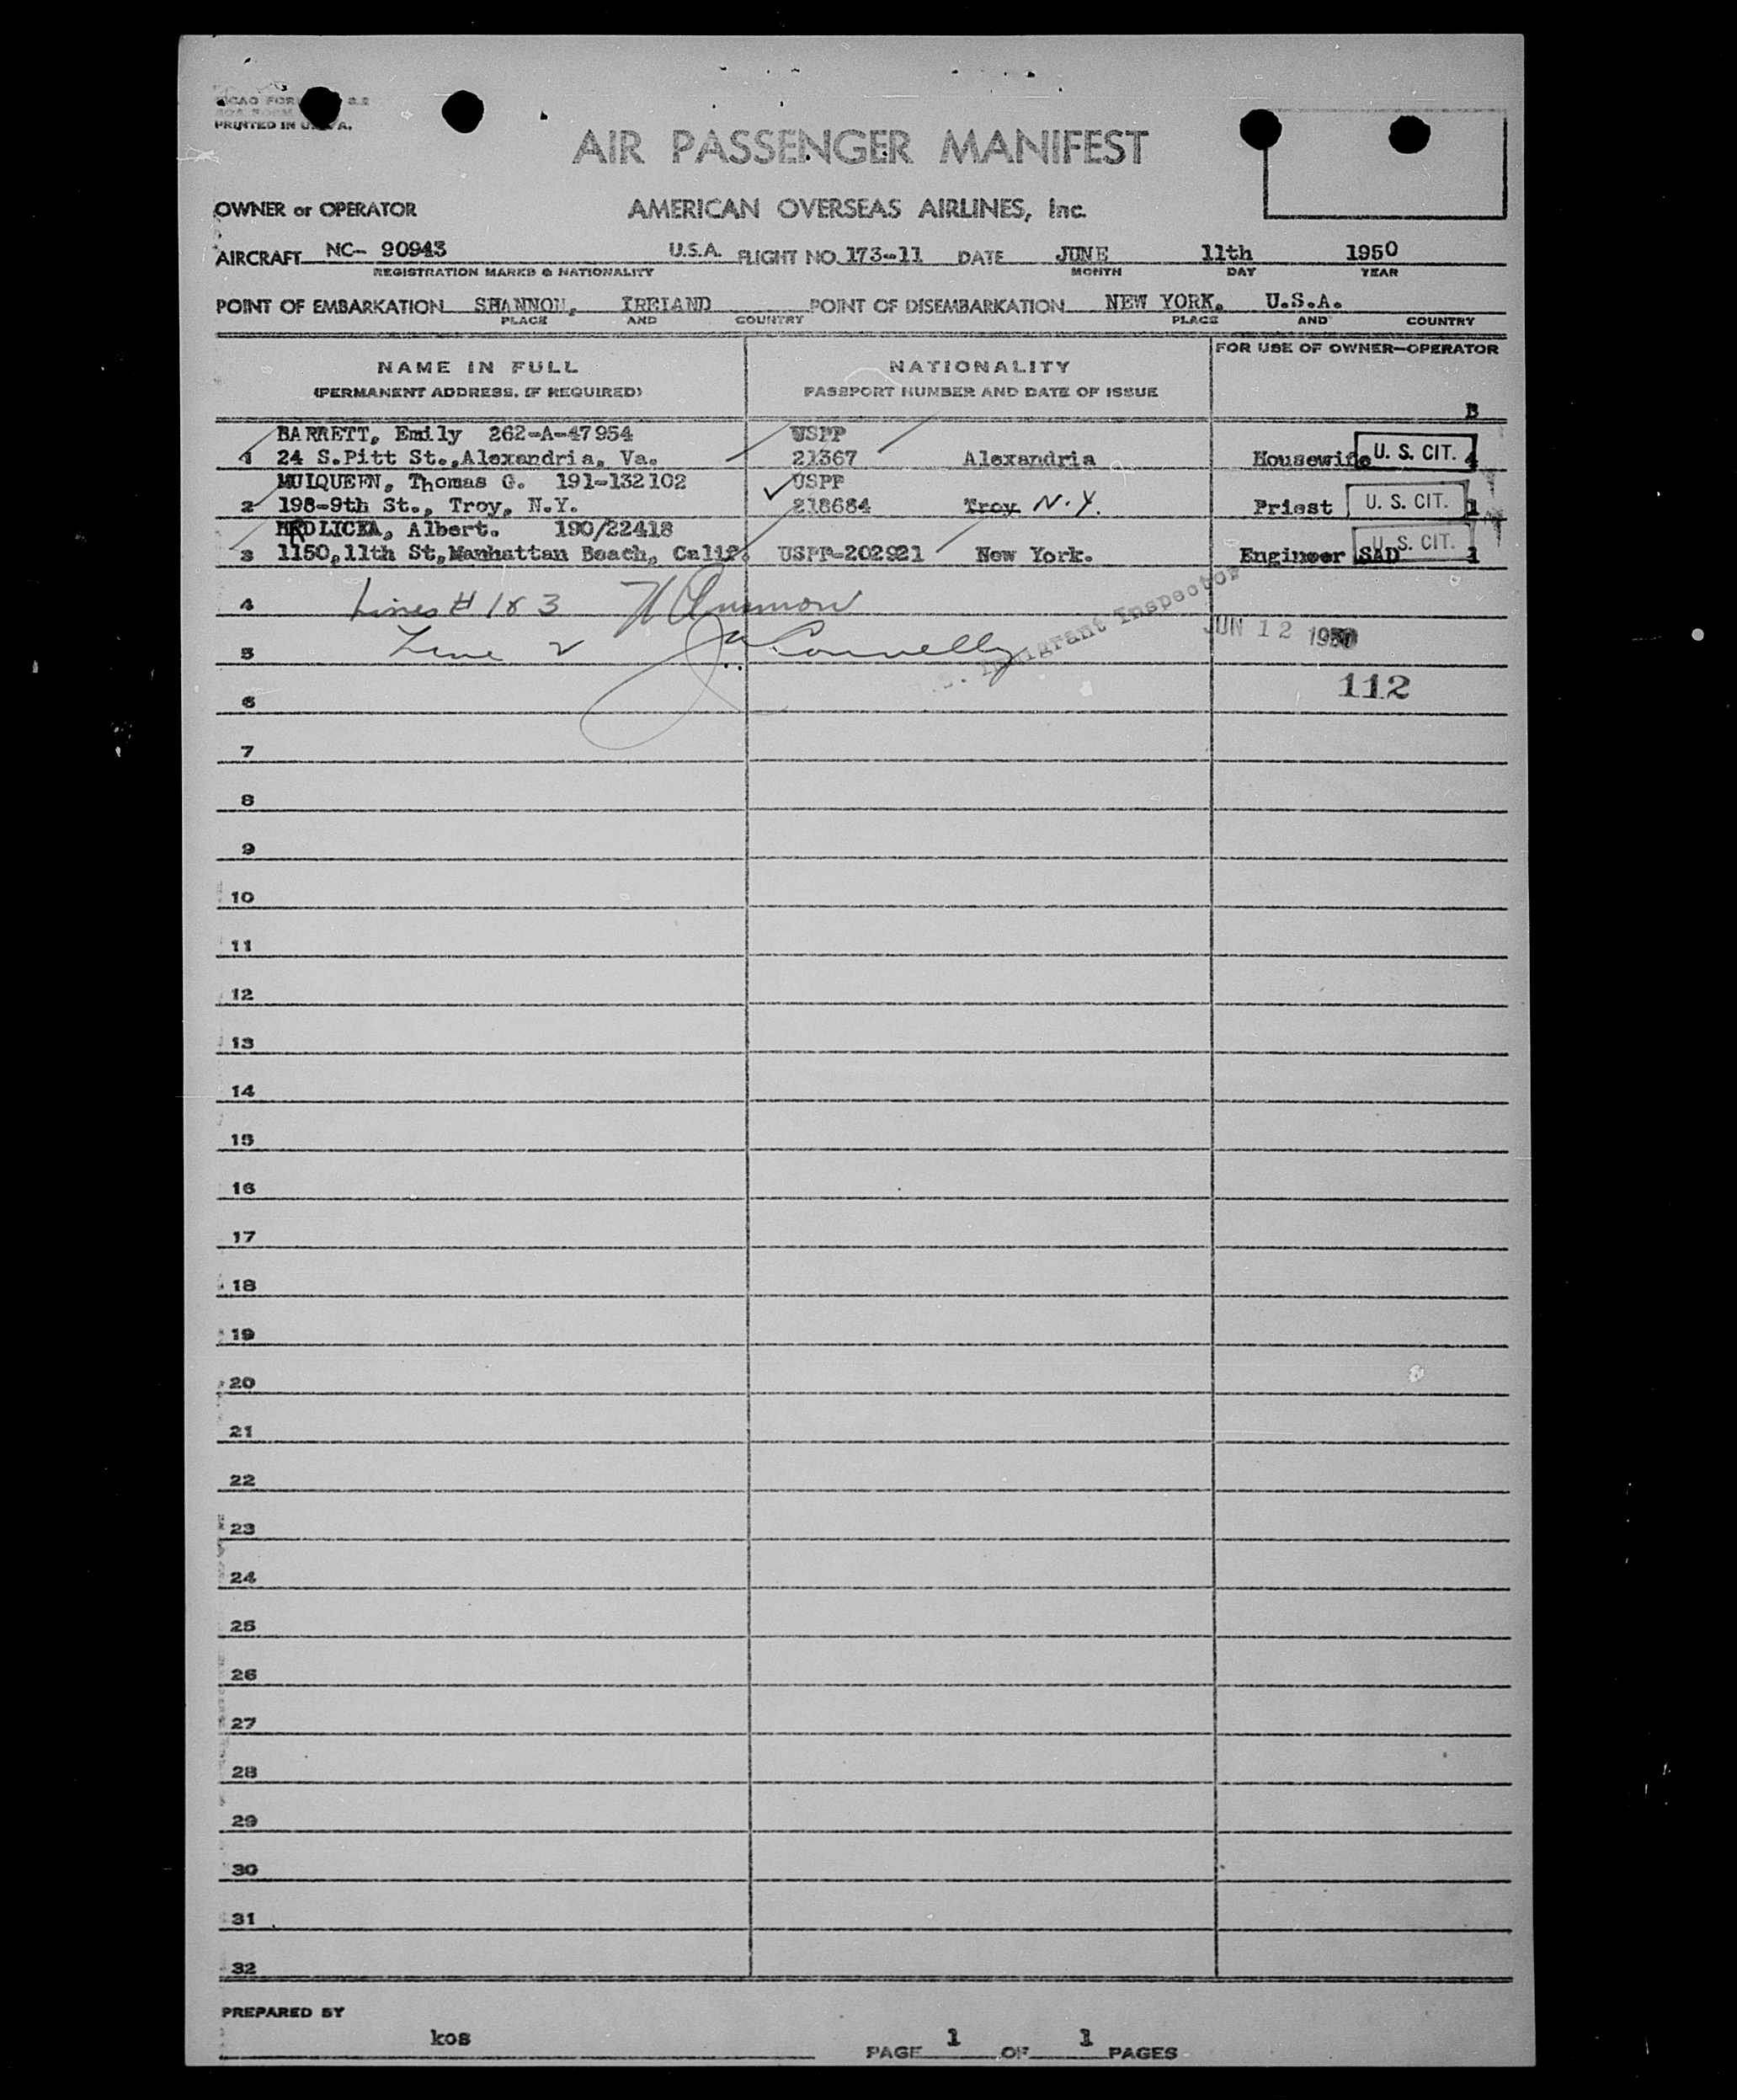 PRINTED IN U.S.A.
AIR PASSENGER MANIFEST
OWNER or OPERATOR AMERICAN OVERSEAS AIRLINES, Inc.
AIRCRAFT NC- 90943 U.S.A. FLIGHT NO. 173-11 DATE JUNE 11th 1950
REGISTRATION MARKS & NATIONALITY MONTH DAY YEAR
POINT OF EMBARKATION SHANNON, IRELAND POINT OF DISEMBARKATION NEW YORK, U.S.A.
PLACE AND COUNTRY PLACE AND COUNTRY
NAME IN FULL NATIONALITY FOR USE OF OWNER-OPERATOR
(PERMANENT ADDRESS, IF REQUIRED) PASSPORT NUMBER AND DATE OF ISSUE
B
BARRETT, Emily 262-A-47954 USPP
1 24 S.Pitt St.,Alexandria, Va. 21367 Alexandria Housewife U. S. CIT. 4
MULQUEEN, Thomas G. 191-132102 USPP
2 198-9th St., Troy, N.Y. 218684 Troy N.Y. Priest U. S. CIT. 1
HRDLICKA, Albert. 190/22418
3 1150,11th St,Manhattan Beach, Calif. USPP-202921 New York. Engineer SAD U. S. CIT. 1
4 Lines # 1 & 3
Immigrant Inspector
5 Line 2 J Connelly JUN 12 1950
112
6
7
8
9
10
11
12
13
14
15
16
17
18
19
20
21
22
23
24
25
26
27
28
29
30
31
32
PREPARED BY
kos
PAGE 1 OF 1 PAGES